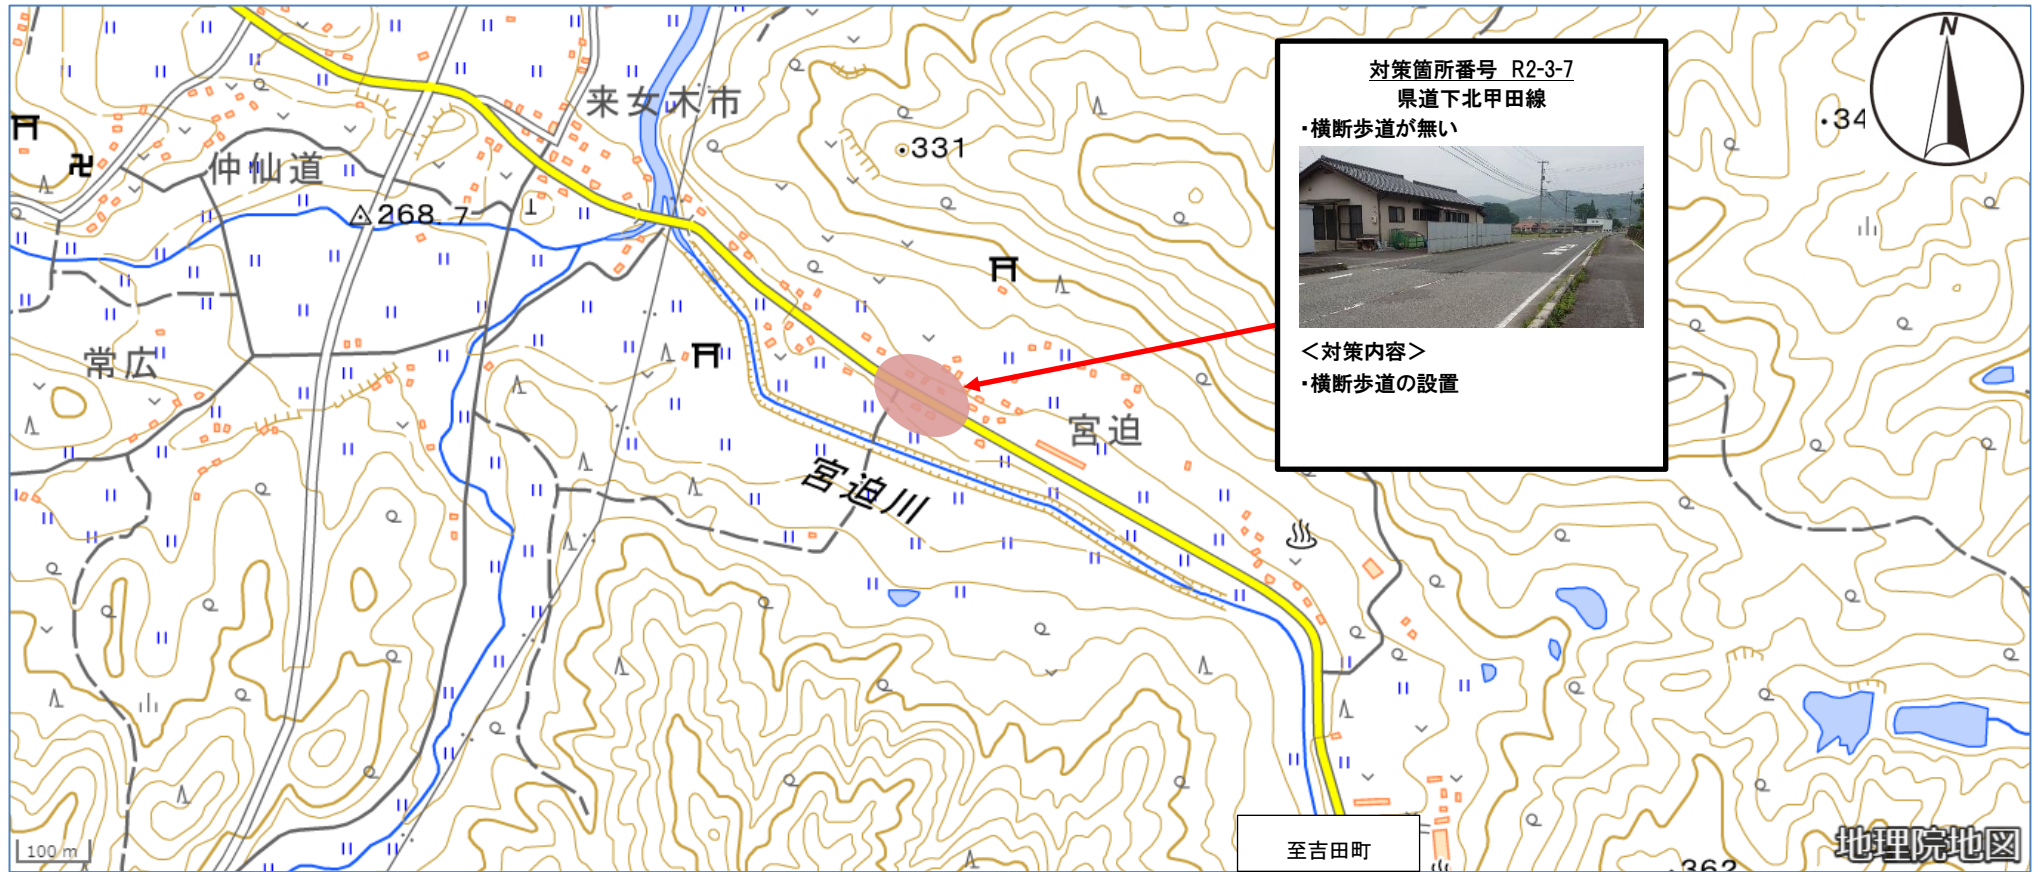 来女木市
仲仙道
268.7
331
34
N
対策箇所番号 R2-3-7
県道下北甲田線
・横断歩道が無い
<対策内容>
・横断歩道の設置
常広
宮迫
宮迫川
100 m
至吉田町
362
地理院地図